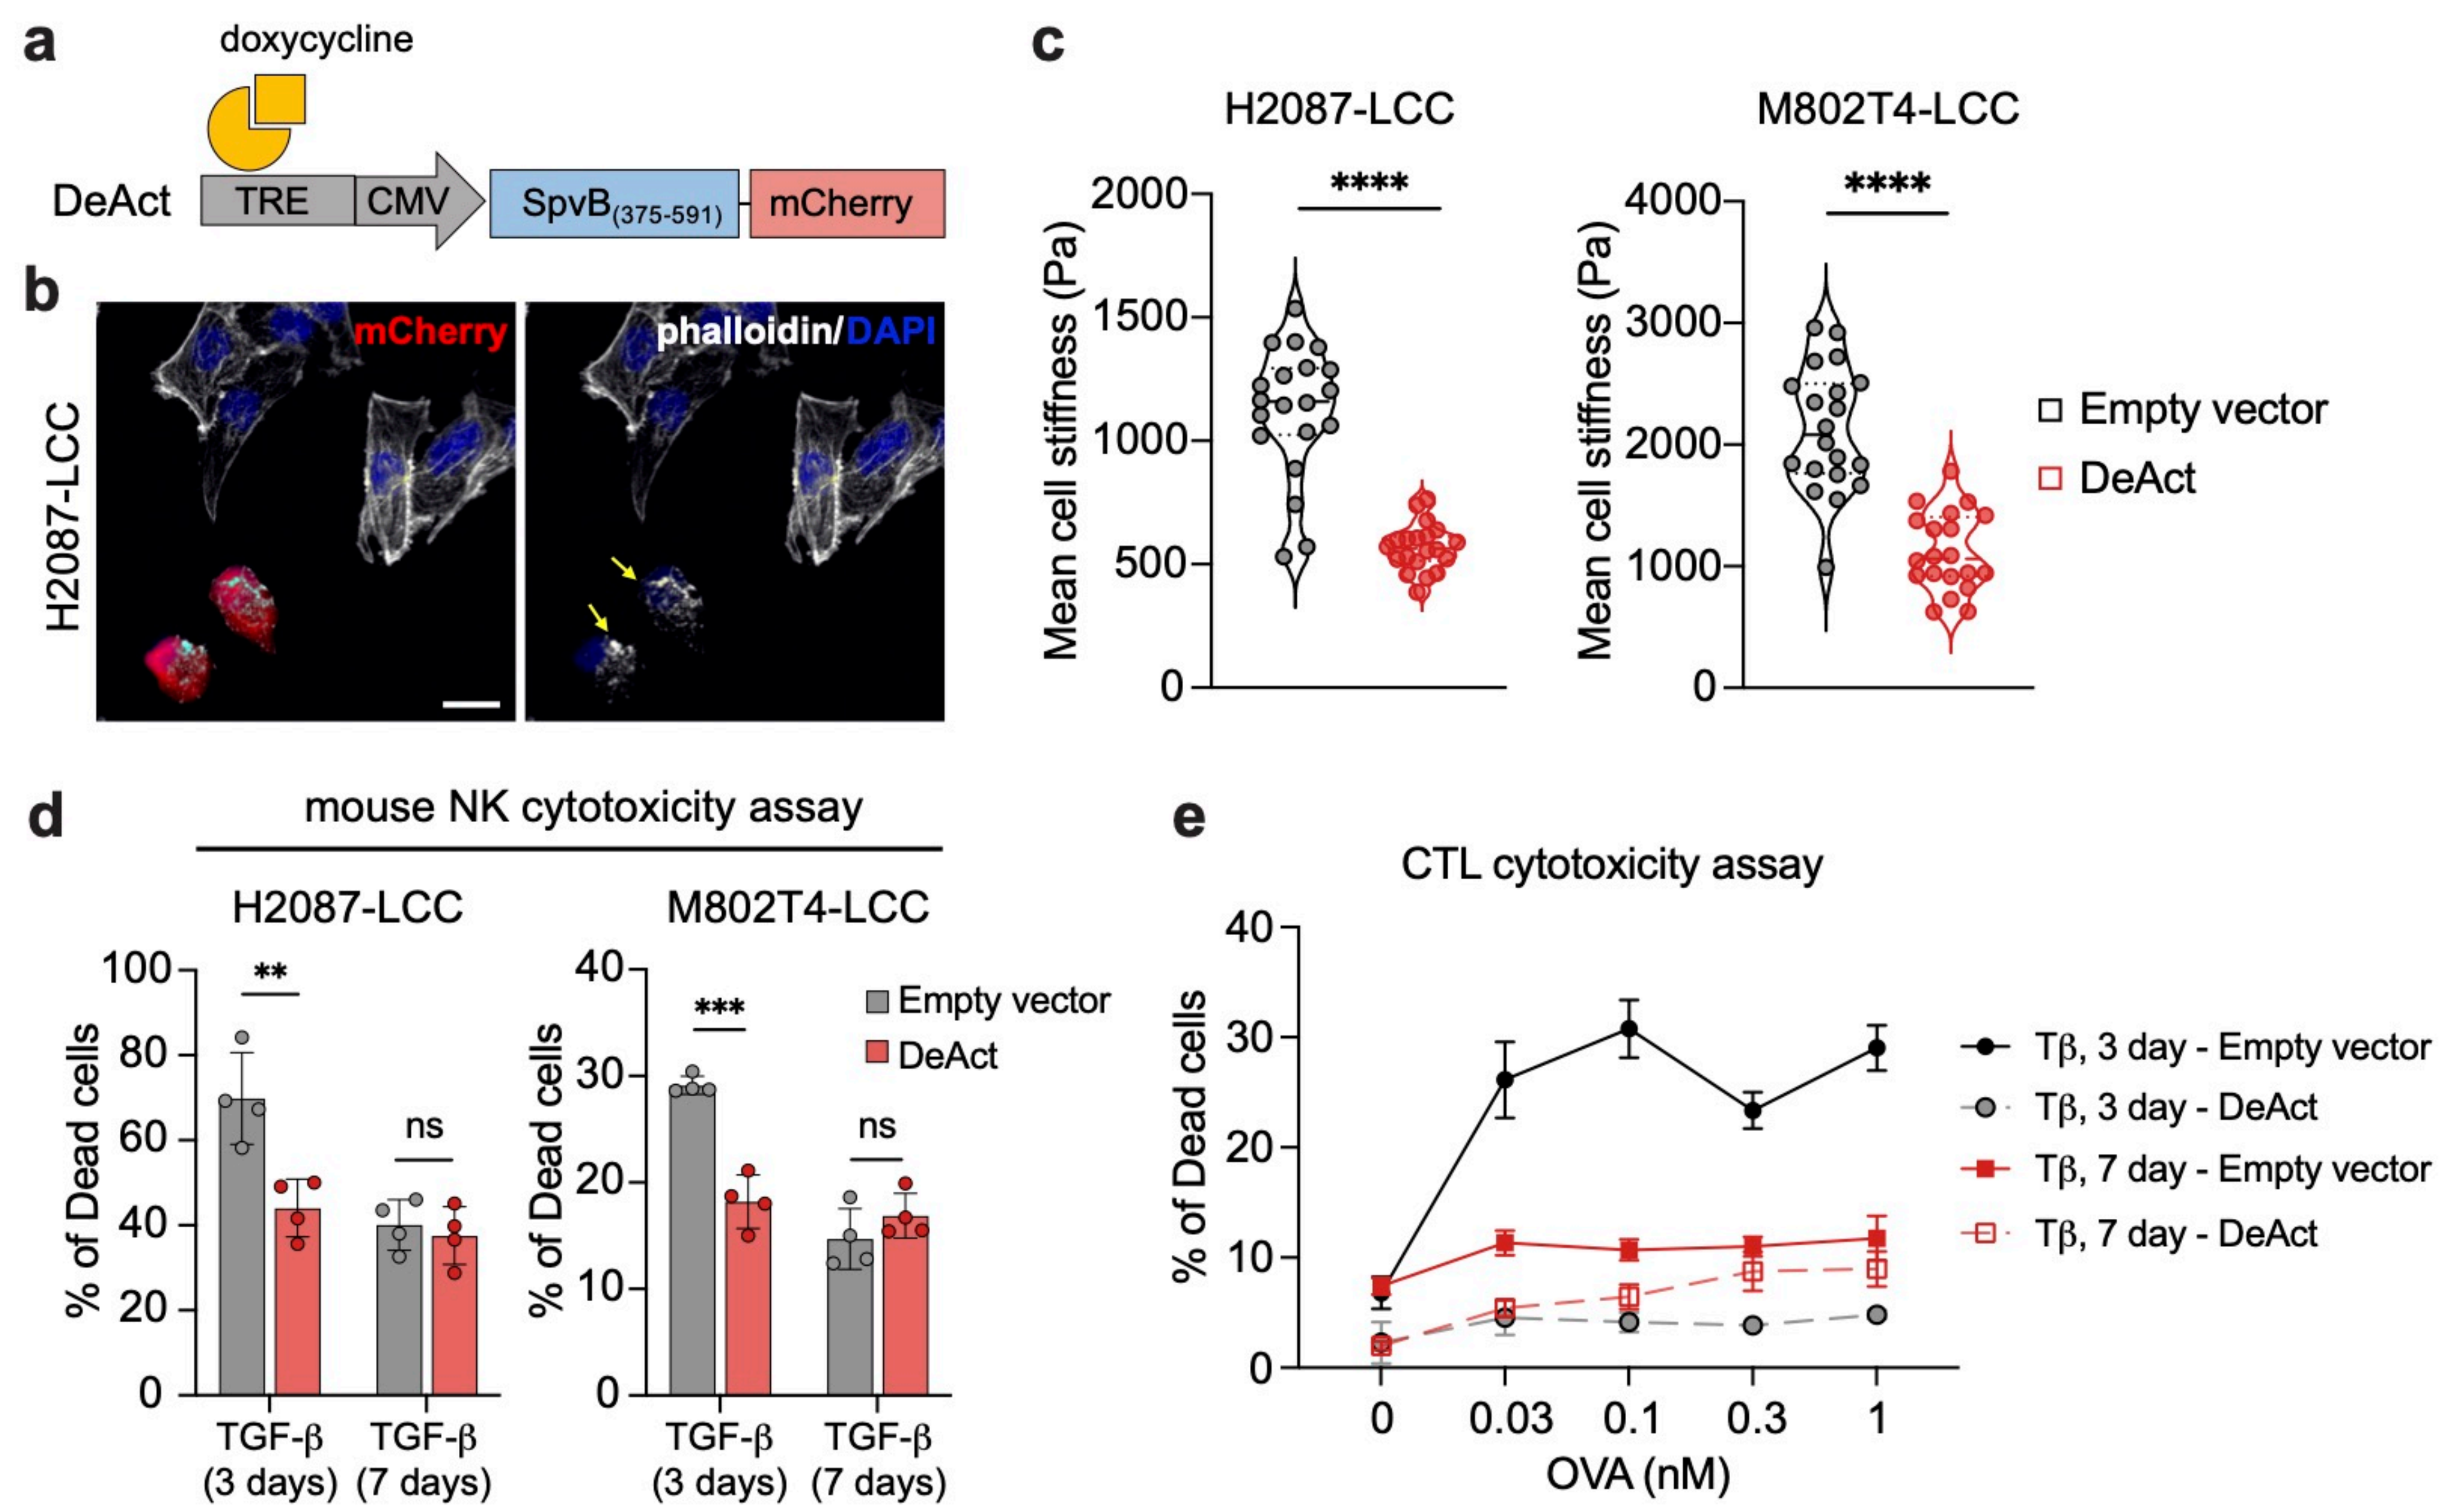 a
doxycycline
DeAct
TRE
CMV
SpvB(375-591)
mCherry
b
H2087-LCC
mCherry
phalloidin/DAPI
c
H2087-LCC
Mean cell stiffness (Pa)
2000
1500
1000
500
0
****
M802T4-LCC
Mean cell stiffness (Pa)
4000
3000
2000
1000
0
****
Empty vector
DeAct
d
mouse NK cytotoxicity assay
H2087-LCC
% of Dead cells
100
80
60
40
20
0
**
ns
TGF-β
(3 days)
TGF-β
(7 days)
M802T4-LCC
% of Dead cells
40
30
20
10
0
***
ns
TGF-β
(3 days)
TGF-β
(7 days)
Empty vector
DeAct
e
CTL cytotoxicity assay
% of Dead cells
40
30
20
10
0
0 0.03 0.1 0.3 1
OVA (nM)
Tβ, 3 day - Empty vector
Tβ, 3 day - DeAct
Tβ, 7 day - Empty vector
Tβ, 7 day - DeAct